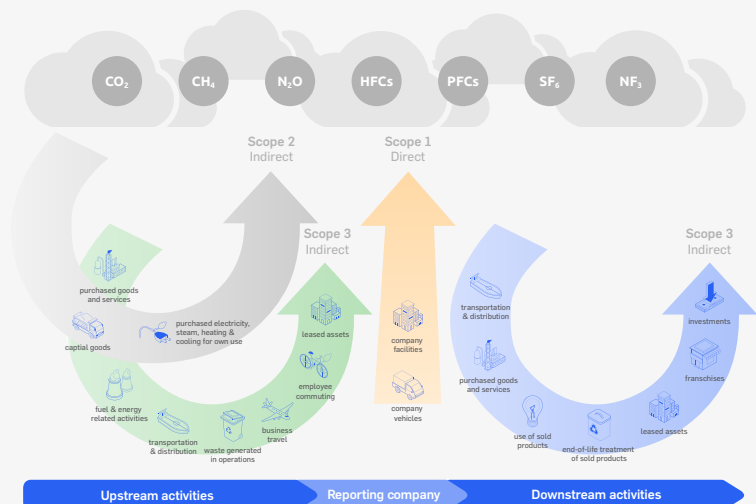 CO₂
CH₄
N₂O
HFCs
PFCs
SF₆
NF₃
Scope 2
Indirect
Scope 1
Direct
Scope 3
Indirect
Scope 3
Indirect
purchased goods
and services
captial goods
purchased electricity,
steam, heating &
cooling for own use
fuel & energy
related activities
transportation
& distribution
waste generated
in operations
business
travel
employee
commuting
leased assets
company
facilities
company
vehicles
transportation
& distribution
purchased goods
and services
use of sold
products
end-of-life treatment
of sold products
leased assets
franschises
investments
Upstream activities
Reporting company
Downstream activities